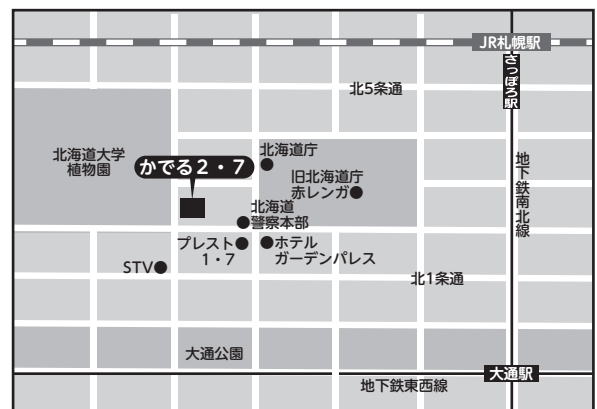 JR札幌駅
さっぽろ駅
北5条通
北海道大学
植物園
かでる2・7
北海道庁
旧北海道庁
赤レンガ
地下鉄南北線
北海道
警察本部
プレスト
1・7
ホテル
ガーデンパレス
STV
北1条通
大通公園
大通駅
地下鉄東西線